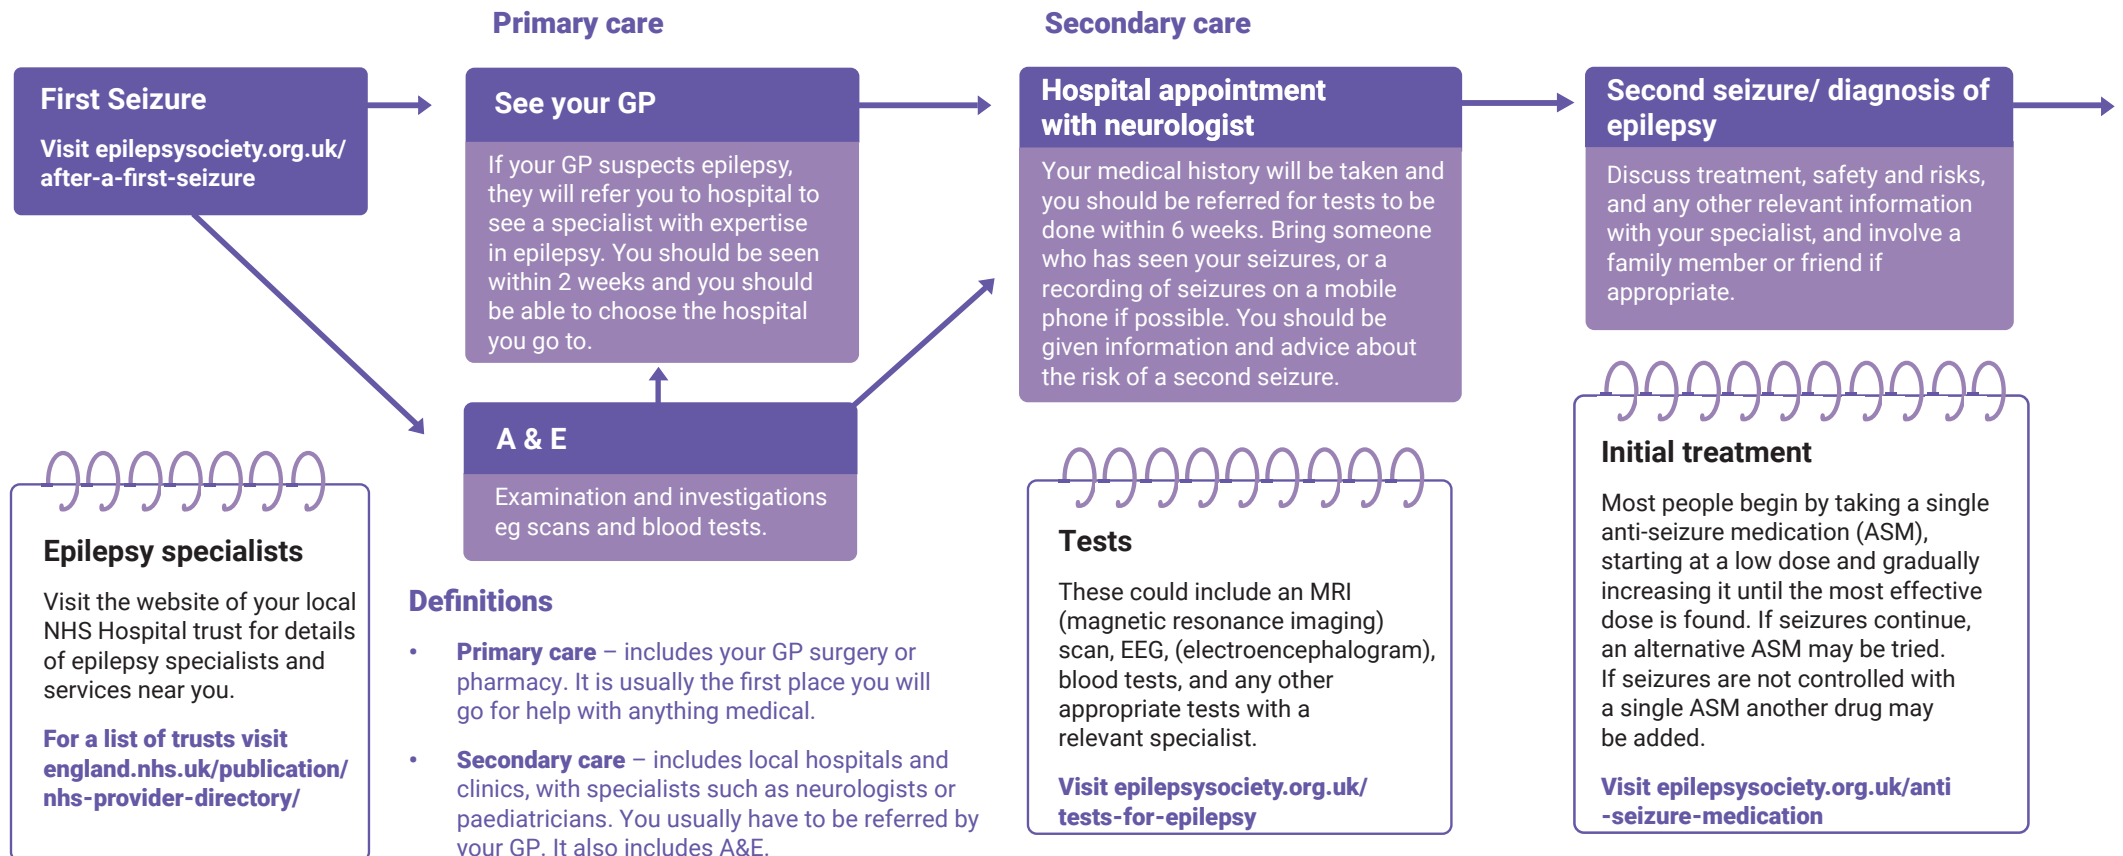 Primary care
Secondary care
First Seizure
Visit epilepsysociety.org.uk/
after-a-first-seizure
See your GP
If your GP suspects epilepsy,
they will refer you to hospital to
see a specialist with expertise
in epilepsy. You should be seen
within 2 weeks and you should
be able to choose the hospital
you go to.
A & E
Examination and investigations
eg scans and blood tests.
Hospital appointment
with neurologist
Your medical history will be taken and
you should be referred for tests to be
done within 6 weeks. Bring someone
who has seen your seizures, or a
recording of seizures on a mobile
phone if possible. You should be
given information and advice about
the risk of a second seizure.
Second seizure/ diagnosis of
epilepsy
Discuss treatment, safety and risks,
and any other relevant information
with your specialist, and involve a
family member or friend if
appropriate.
Epilepsy specialists
Visit the website of your local
NHS Hospital trust for details
of epilepsy specialists and
services near you.
For a list of trusts visit
england.nhs.uk/publication/
nhs-provider-directory/
Definitions
• Primary care – includes your GP surgery or
pharmacy. It is usually the first place you will
go for help with anything medical.
• Secondary care – includes local hospitals and
clinics, with specialists such as neurologists or
paediatricians. You usually have to be referred by
your GP. It also includes A&E.
Tests
These could include an MRI
(magnetic resonance imaging)
scan, EEG, (electroencephalogram),
blood tests, and any other
appropriate tests with a
relevant specialist.
Visit epilepsysociety.org.uk/
tests-for-epilepsy
Initial treatment
Most people begin by taking a single
anti-seizure medication (ASM),
starting at a low dose and gradually
increasing it until the most effective
dose is found. If seizures continue,
an alternative ASM may be tried.
If seizures are not controlled with
a single ASM another drug may
be added.
Visit epilepsysociety.org.uk/anti
-seizure-medication